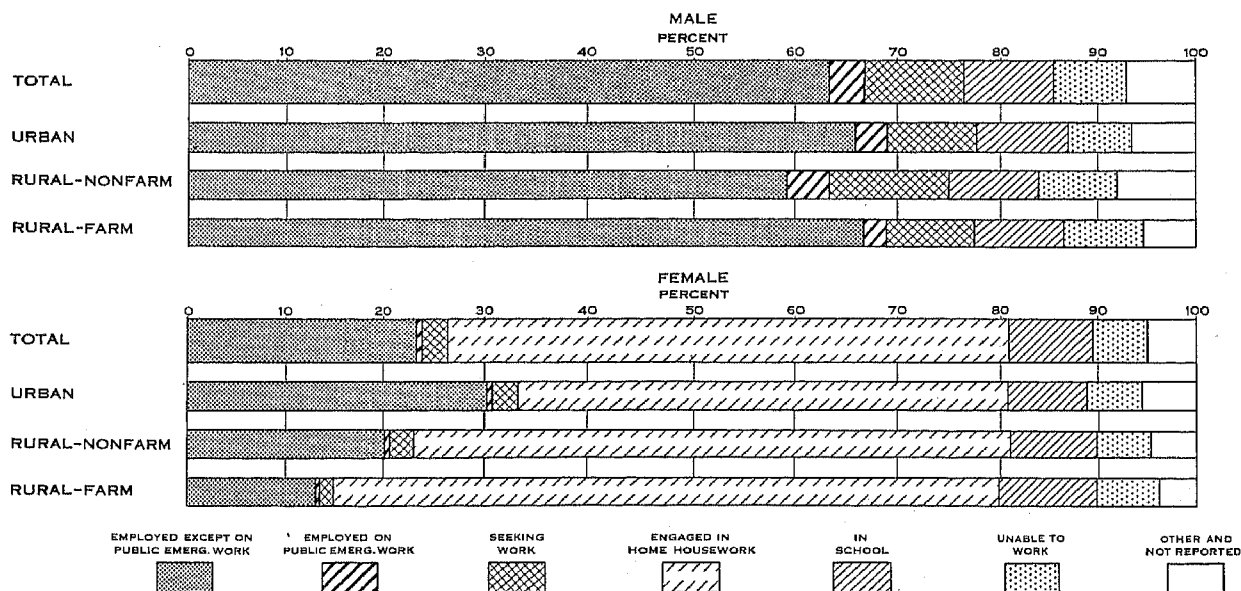 MALE
PERCENT
0 10 20 30 40 50 60 70 80 90 100
TOTAL
URBAN
RURAL-NONFARM
RURAL-FARM
FEMALE
PERCENT
0 10 20 30 40 50 60 70 80 90 100
TOTAL
URBAN
RURAL-NONFARM
RURAL-FARM
EMPLOYED EXCEPT ON EMPLOYED ON SEEKING ENGAGED IN IN UNABLE TO OTHER AND
PUBLIC EMERG. WORK PUBLIC EMERG. WORK WORK HOME HOUSEWORK SCHOOL WORK NOT REPORTED